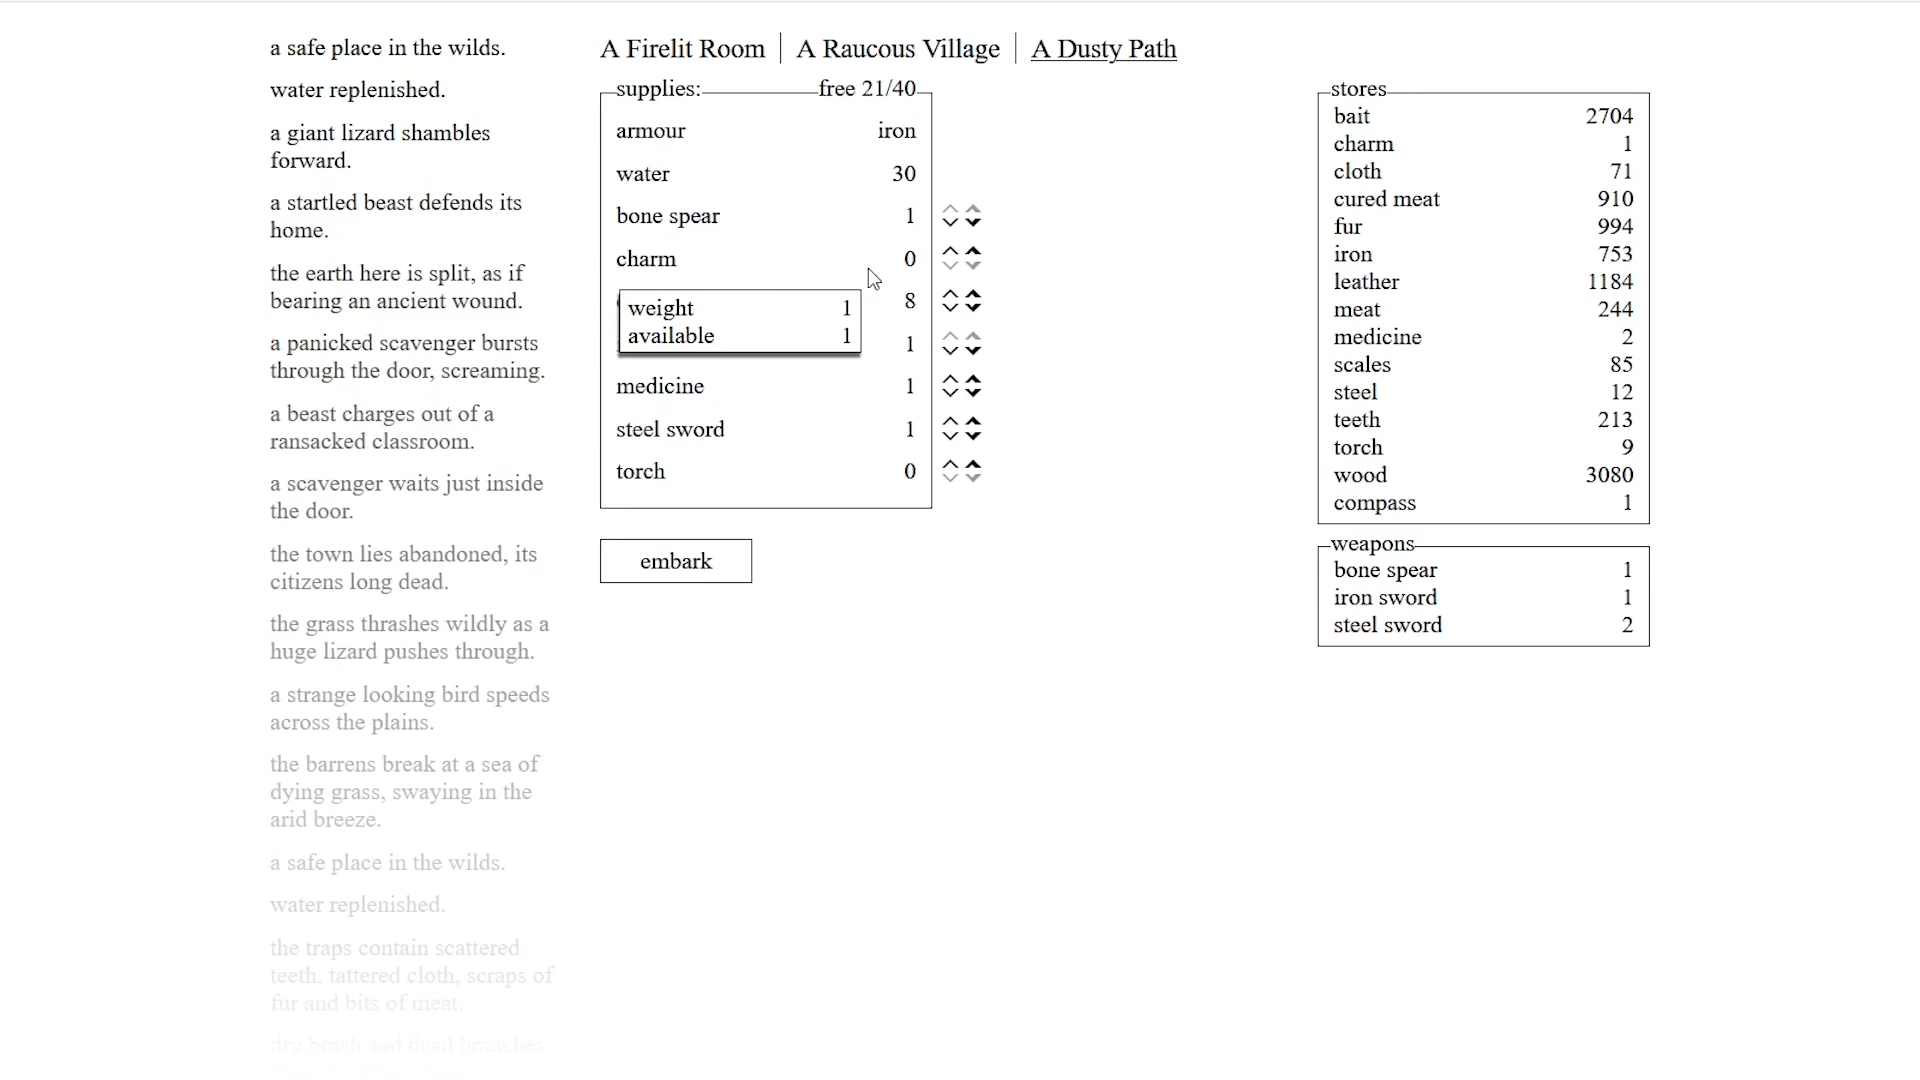 a safe place in the wilds.
water replenished.
a giant lizard shambles
forward.
a startled beast defends its
home.
the earth here is split, as if
bearing an ancient wound.
a panicked scavenger bursts
through the door, screaming.
a beast charges out of a
ransacked classroom.
a scavenger waits just inside
the door.
the town lies abandoned, its
citizens long dead.
the grass thrashes wildly as a
huge lizard pushes through.
a strange looking bird speeds
across the plains.
the barrens break at a sea of
dying grass, swaying in the
arid breeze.
a safe place in the wilds.
water replenished.
the traps contain scattered
teeth, tattered cloth, scraps of
fur and bits of meat.
dry brush and dead branches
A Firelit Room A Raucous Village A Dusty Path
supplies: free 21/40
armour iron
water 30
bone spear 1
charm 0
8
weight 1
available 1
1
medicine 1
steel sword 1
torch 0
embark
stores
bait 2704
charm 1
cloth 71
cured meat 910
fur 994
iron 753
leather 1184
meat 244
medicine 2
scales 85
steel 12
teeth 213
torch 9
wood 3080
compass 1
weapons
bone spear 1
iron sword 1
steel sword 2